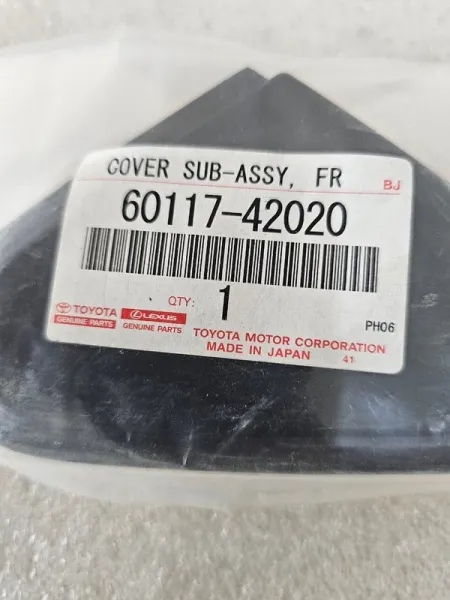 COVER SUB-ASSY, FR BJ
60117-42020
QTY: 1
PH06
TOYOTA LEXUS
GENUINE PARTS GENUINE PARTS
TOYOTA MOTOR CORPORATION
MADE IN JAPAN 41